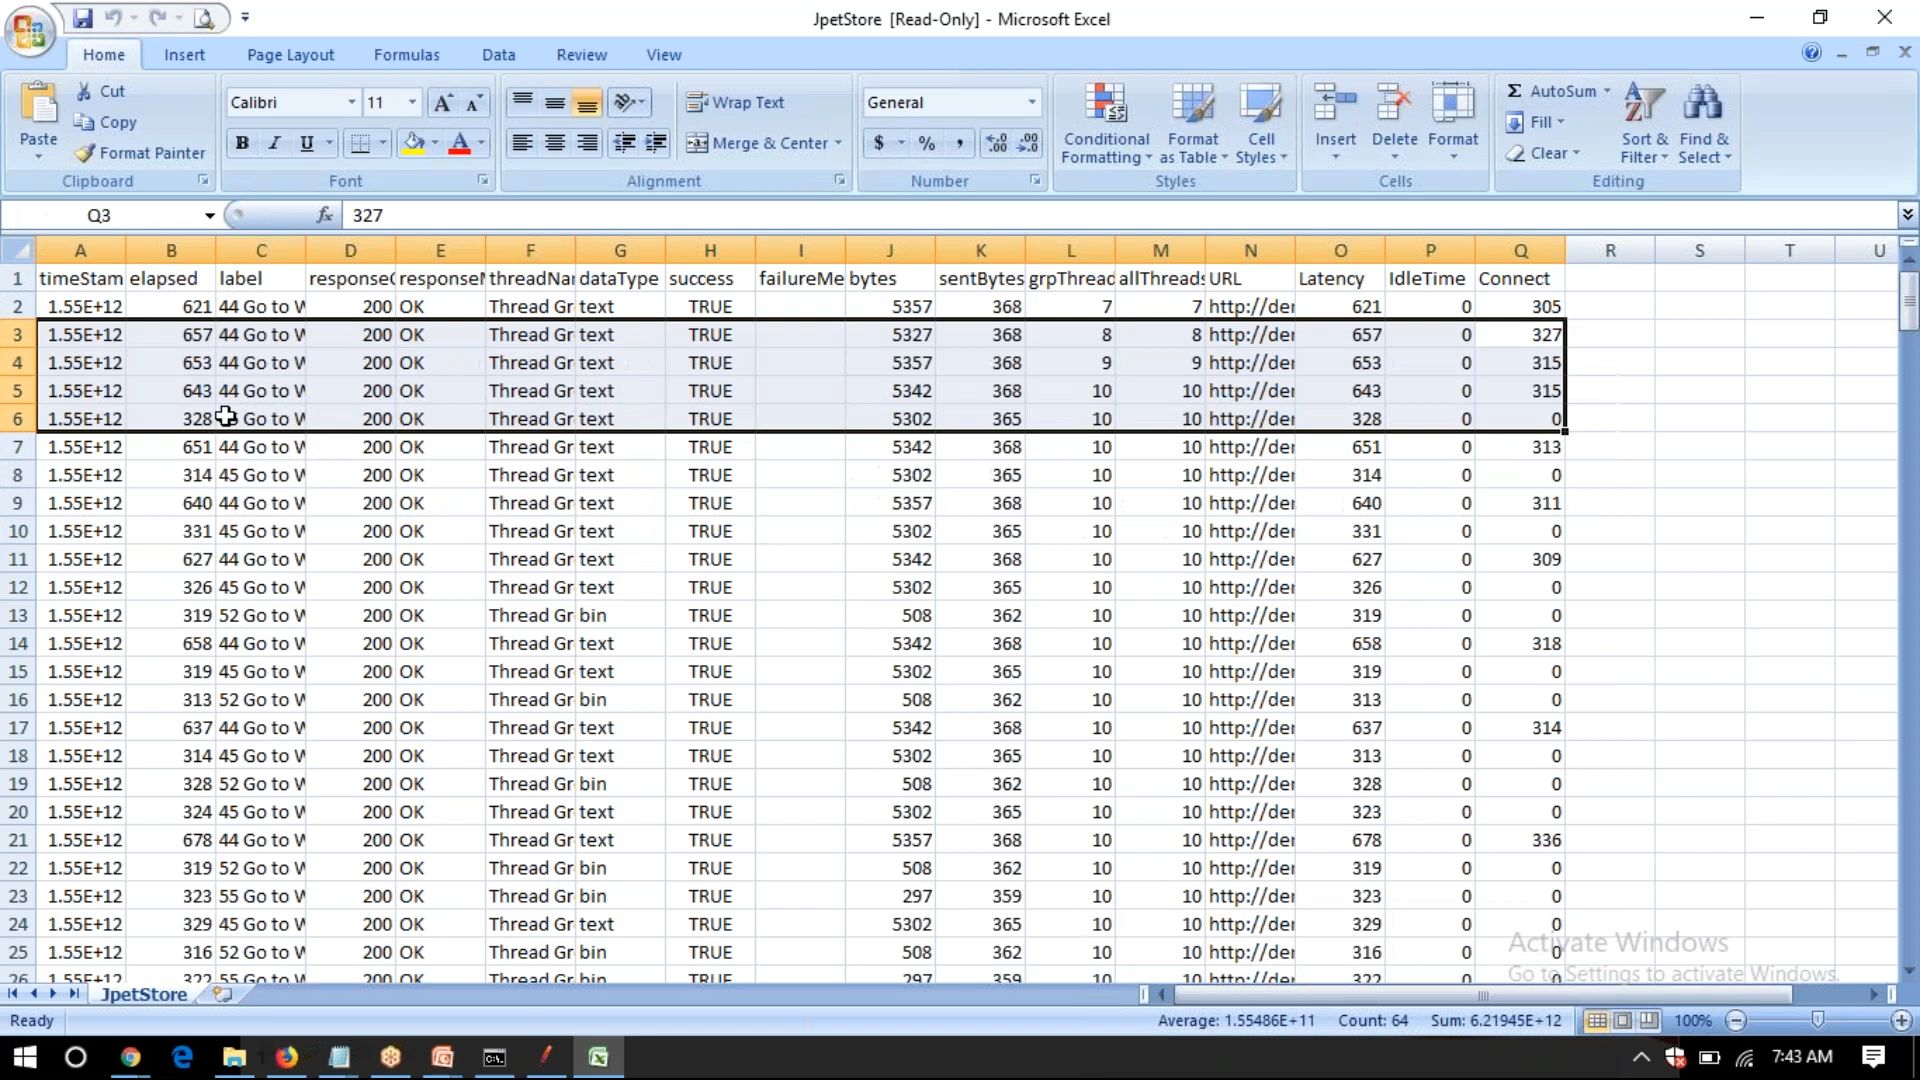 JpetStore [Read-Only] - Microsoft Excel
Home Insert Page Layout Formulas Data Review View
Paste Cut Copy Format Painter Clipboard
Calibri 11 B I U Font
Wrap Text Merge & Center Alignment
General $ % , Number
Conditional Formatting Format as Table Cell Styles Styles
Insert Delete Format Cells
AutoSum Fill Clear Sort & Filter Find & Select Editing
Q3 fx 327
A B C D E F G H I J K L M N O P Q R S T U
1 timeStam elapsed label response( responseM threadNar dataType success failureMe bytes sentBytes grpThread allThreads URL Latency IdleTime Connect
2 1.55E+12 621 44 Go to W 200 OK Thread Gr text TRUE 5357 368 7 7 http://der 621 0 305
3 1.55E+12 657 44 Go to W 200 OK Thread Gr text TRUE 5327 368 8 8 http://der 657 0 327
4 1.55E+12 653 44 Go to W 200 OK Thread Gr text TRUE 5357 368 9 9 http://der 653 0 315
5 1.55E+12 643 44 Go to W 200 OK Thread Gr text TRUE 5342 368 10 10 http://der 643 0 315
6 1.55E+12 328 Go to W 200 OK Thread Gr text TRUE 5302 365 10 10 http://der 328 0 0
7 1.55E+12 651 44 Go to W 200 OK Thread Gr text TRUE 5342 368 10 10 http://der 651 0 313
8 1.55E+12 314 45 Go to W 200 OK Thread Gr text TRUE 5302 365 10 10 http://der 314 0 0
9 1.55E+12 640 44 Go to W 200 OK Thread Gr text TRUE 5357 368 10 10 http://der 640 0 311
10 1.55E+12 331 45 Go to W 200 OK Thread Gr text TRUE 5302 365 10 10 http://der 331 0 0
11 1.55E+12 627 44 Go to W 200 OK Thread Gr text TRUE 5342 368 10 10 http://der 627 0 309
12 1.55E+12 326 45 Go to W 200 OK Thread Gr text TRUE 5302 365 10 10 http://der 326 0 0
13 1.55E+12 319 52 Go to W 200 OK Thread Gr bin TRUE 508 362 10 10 http://der 319 0 0
14 1.55E+12 658 44 Go to W 200 OK Thread Gr text TRUE 5342 368 10 10 http://der 658 0 318
15 1.55E+12 319 45 Go to W 200 OK Thread Gr text TRUE 5302 365 10 10 http://der 319 0 0
16 1.55E+12 313 52 Go to W 200 OK Thread Gr bin TRUE 508 362 10 10 http://der 313 0 0
17 1.55E+12 637 44 Go to W 200 OK Thread Gr text TRUE 5342 368 10 10 http://der 637 0 314
18 1.55E+12 314 45 Go to W 200 OK Thread Gr text TRUE 5302 365 10 10 http://der 313 0 0
19 1.55E+12 328 52 Go to W 200 OK Thread Gr bin TRUE 508 362 10 10 http://der 328 0 0
20 1.55E+12 324 45 Go to W 200 OK Thread Gr text TRUE 5302 365 10 10 http://der 323 0 0
21 1.55E+12 678 44 Go to W 200 OK Thread Gr text TRUE 5357 368 10 10 http://der 678 0 336
22 1.55E+12 319 52 Go to W 200 OK Thread Gr bin TRUE 508 362 10 10 http://der 319 0 0
23 1.55E+12 323 55 Go to W 200 OK Thread Gr bin TRUE 297 359 10 10 http://der 323 0 0
24 1.55E+12 329 45 Go to W 200 OK Thread Gr text TRUE 5302 365 10 10 http://der 329 0 0
25 1.55E+12 316 52 Go to W 200 OK Thread Gr bin TRUE 508 362 10 10 http://der 316 0 0
26 1.55E+12 322 55 Go to W 200 OK Thread Gr bin TRUE 297 359 10 10 http://der 322 0 0
Activate Windows
Go to Settings to activate Windows.
JpetStore
Ready Average: 1.55486E+11 Count: 64 Sum: 6.21945E+12 100%
7:43 AM